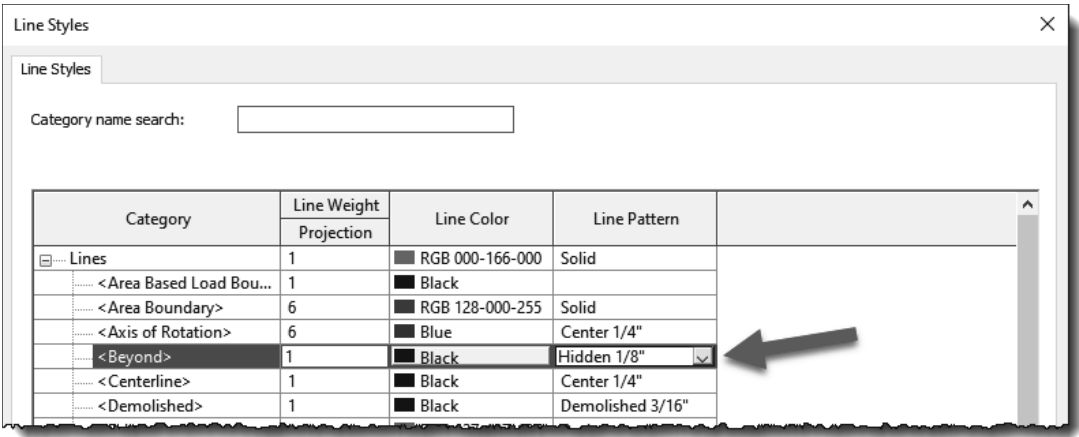 Line Styles
Line Styles
Category name search:
Category Line Weight Line Color Line Pattern
Projection
Lines 1 RGB 000-166-000 Solid
<Area Based Load Bou... 1 Black
<Area Boundary> 6 RGB 128-000-255 Solid
<Axis of Rotation> 6 Blue Center 1/4"
<Beyond> 1 Black Hidden 1/8"
<Centerline> 1 Black Center 1/4"
<Demolished> 1 Black Demolished 3/16"